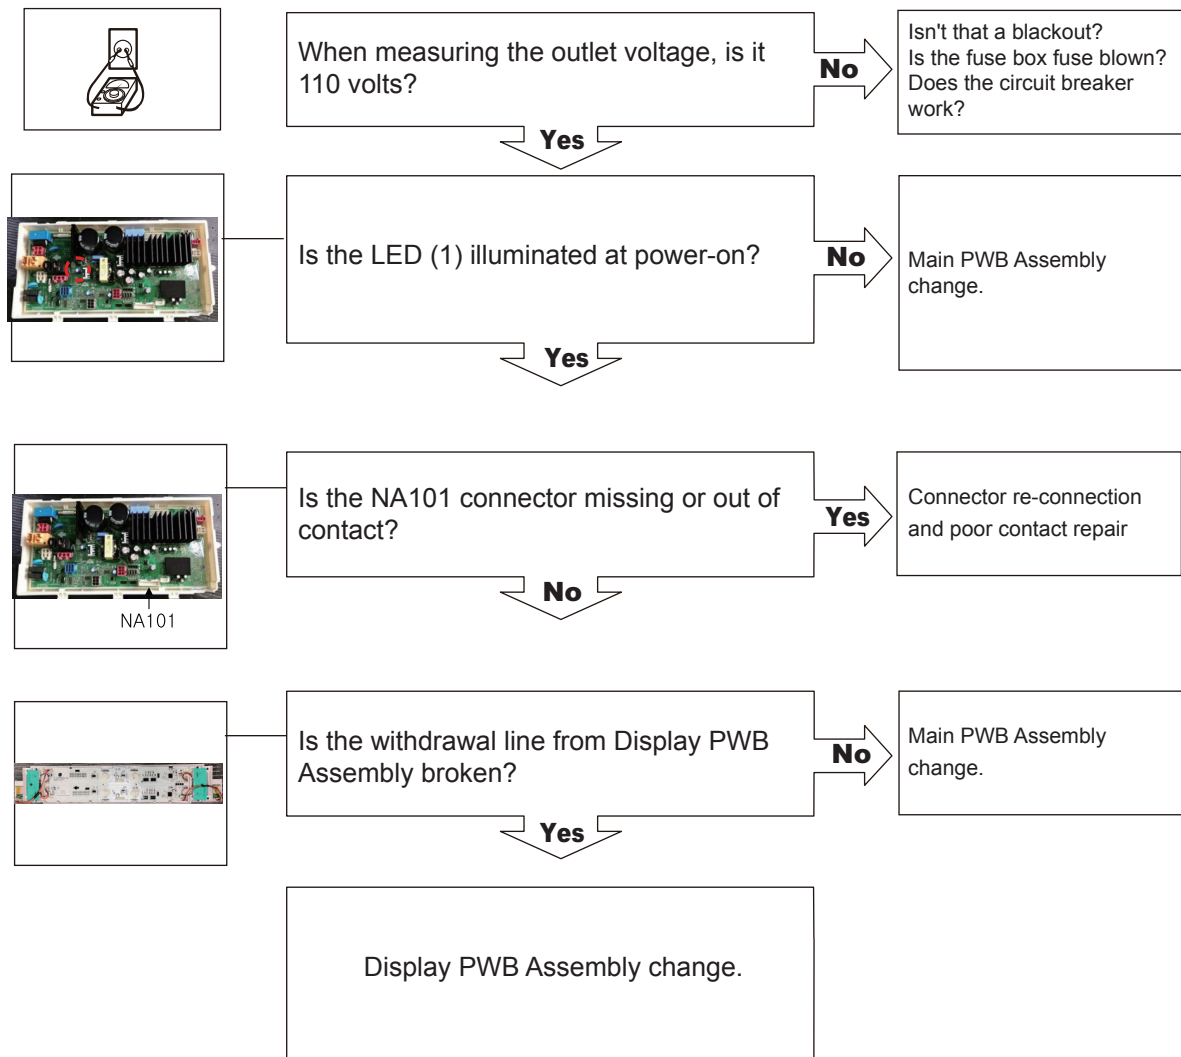 When measuring the outlet voltage, is it
110 volts?
No
Isn't that a blackout?
Is the fuse box fuse blown?
Does the circuit breaker
work?
Yes
Is the LED (1) illuminated at power-on?
No
Main PWB Assembly
change.
Yes
Is the NA101 connector missing or out of
contact?
Yes
Connector re-connection
and poor contact repair
NA101
No
Is the withdrawal line from Display PWB
Assembly broken?
No
Main PWB Assembly
change.
Yes
Display PWB Assembly change.